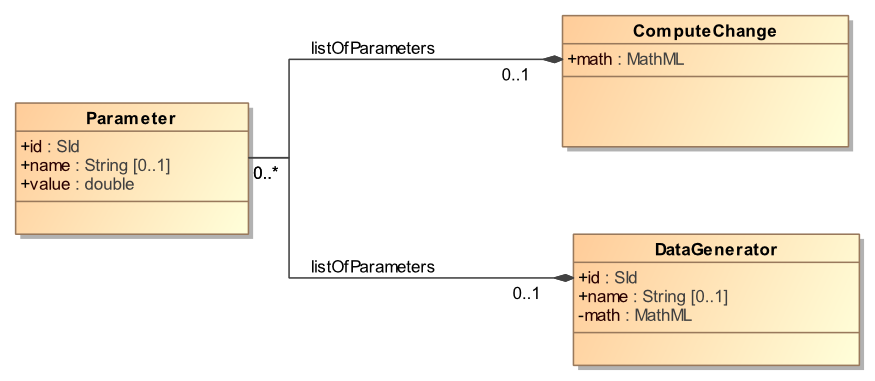 ComputeChange
+math : MathML
listOfParameters
0..1
Parameter
+id : SId
+name : String [0..1]
+value : double
0..*
listOfParameters
0..1
DataGenerator
+id : SId
+name : String [0..1]
-math : MathML